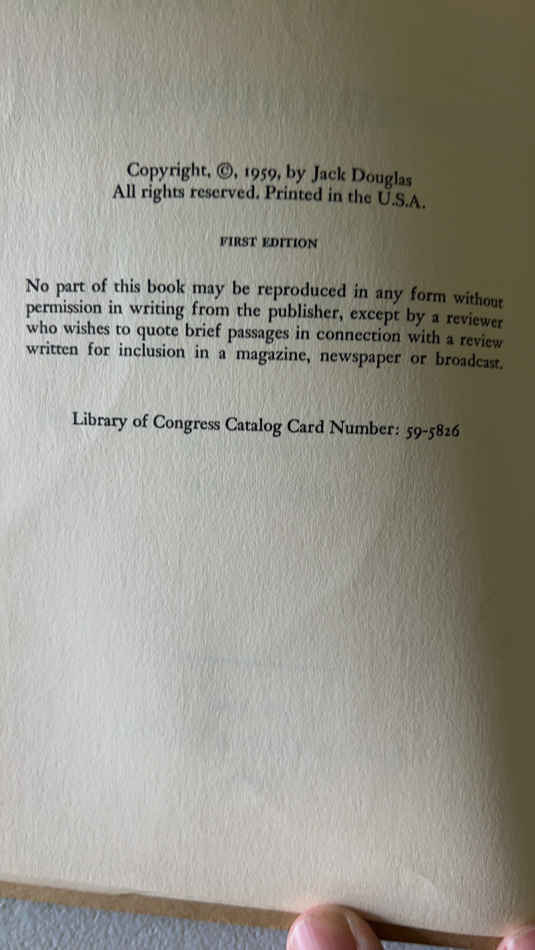 Copyright, ©, 1959, by Jack Douglas
All rights reserved. Printed in the U.S.A.
FIRST EDITION
No part of this book may be reproduced in any form without
permission in writing from the publisher, except by a reviewer
who wishes to quote brief passages in connection with a review
written for inclusion in a magazine, newspaper or broadcast.
Library of Congress Catalog Card Number: 59-5826